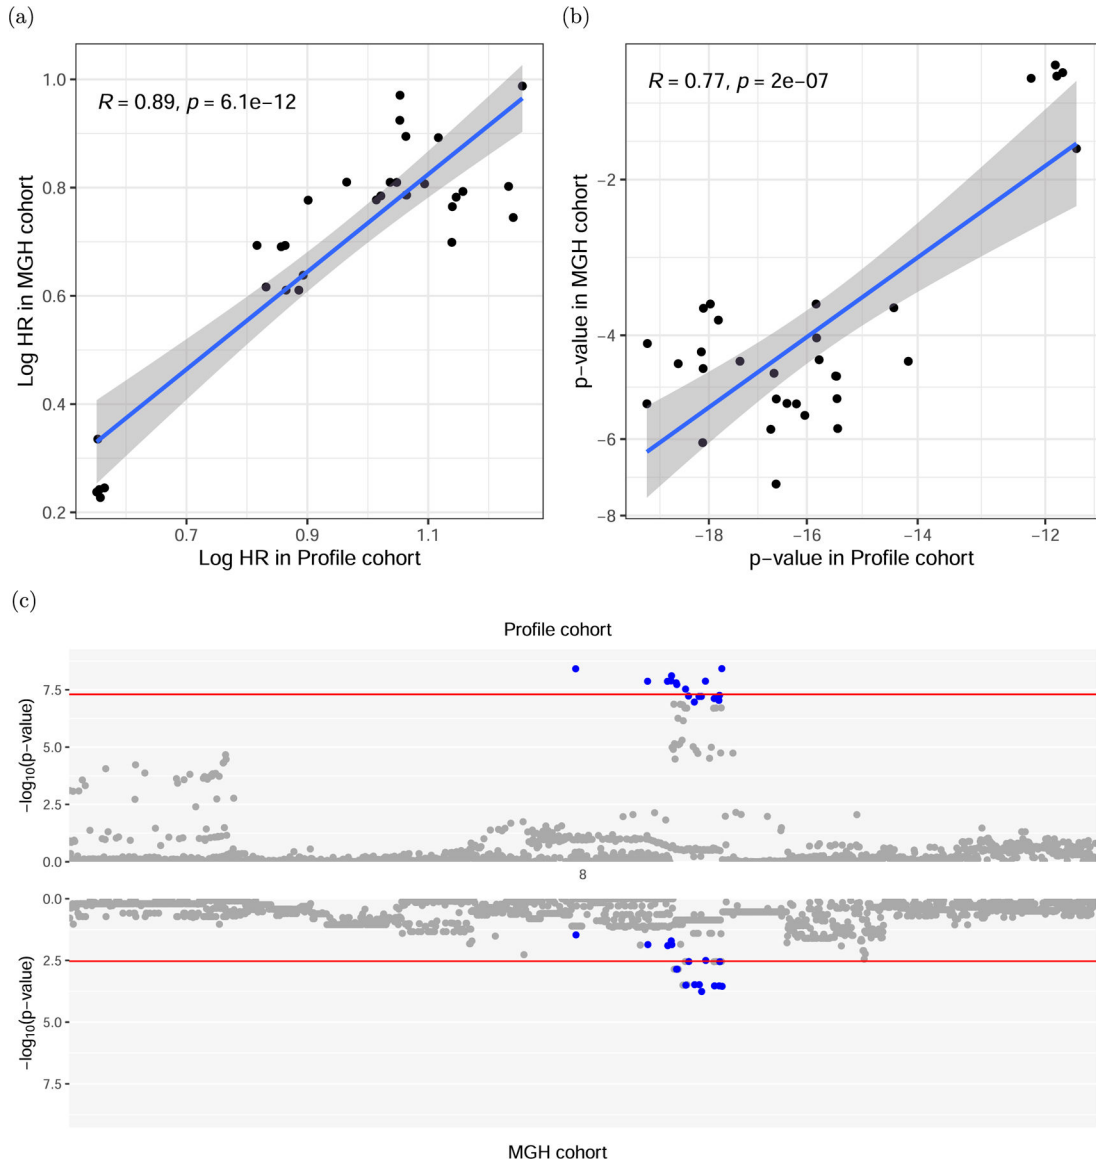 (a)
R = 0.89, p = 6.1e−12
Log HR in MGH cohort
1.0
0.8
0.6
0.4
0.2
0.7
0.9
1.1
Log HR in Profile cohort
(b)
R = 0.77, p = 2e−07
p−value in MGH cohort
−2
−4
−6
−8
−18
−16
−14
−12
p−value in Profile cohort
(c)
Profile cohort
−log10(p−value)
7.5
5.0
2.5
0.0
8
−log10(p−value)
0.0
2.5
5.0
7.5
MGH cohort